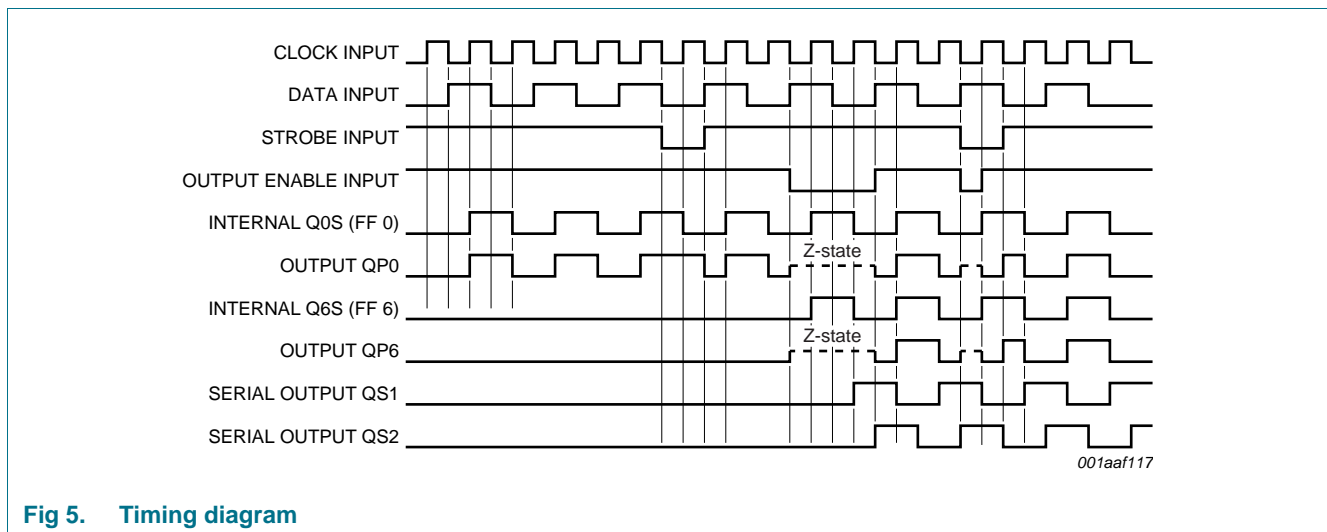 CLOCK INPUT
DATA INPUT
STROBE INPUT
OUTPUT ENABLE INPUT
INTERNAL Q0S (FF 0)
Z-state
OUTPUT QP0
INTERNAL Q6S (FF 6)
Z-state
OUTPUT QP6
SERIAL OUTPUT QS1
SERIAL OUTPUT QS2
001aaf117
Fig 5. Timing diagram